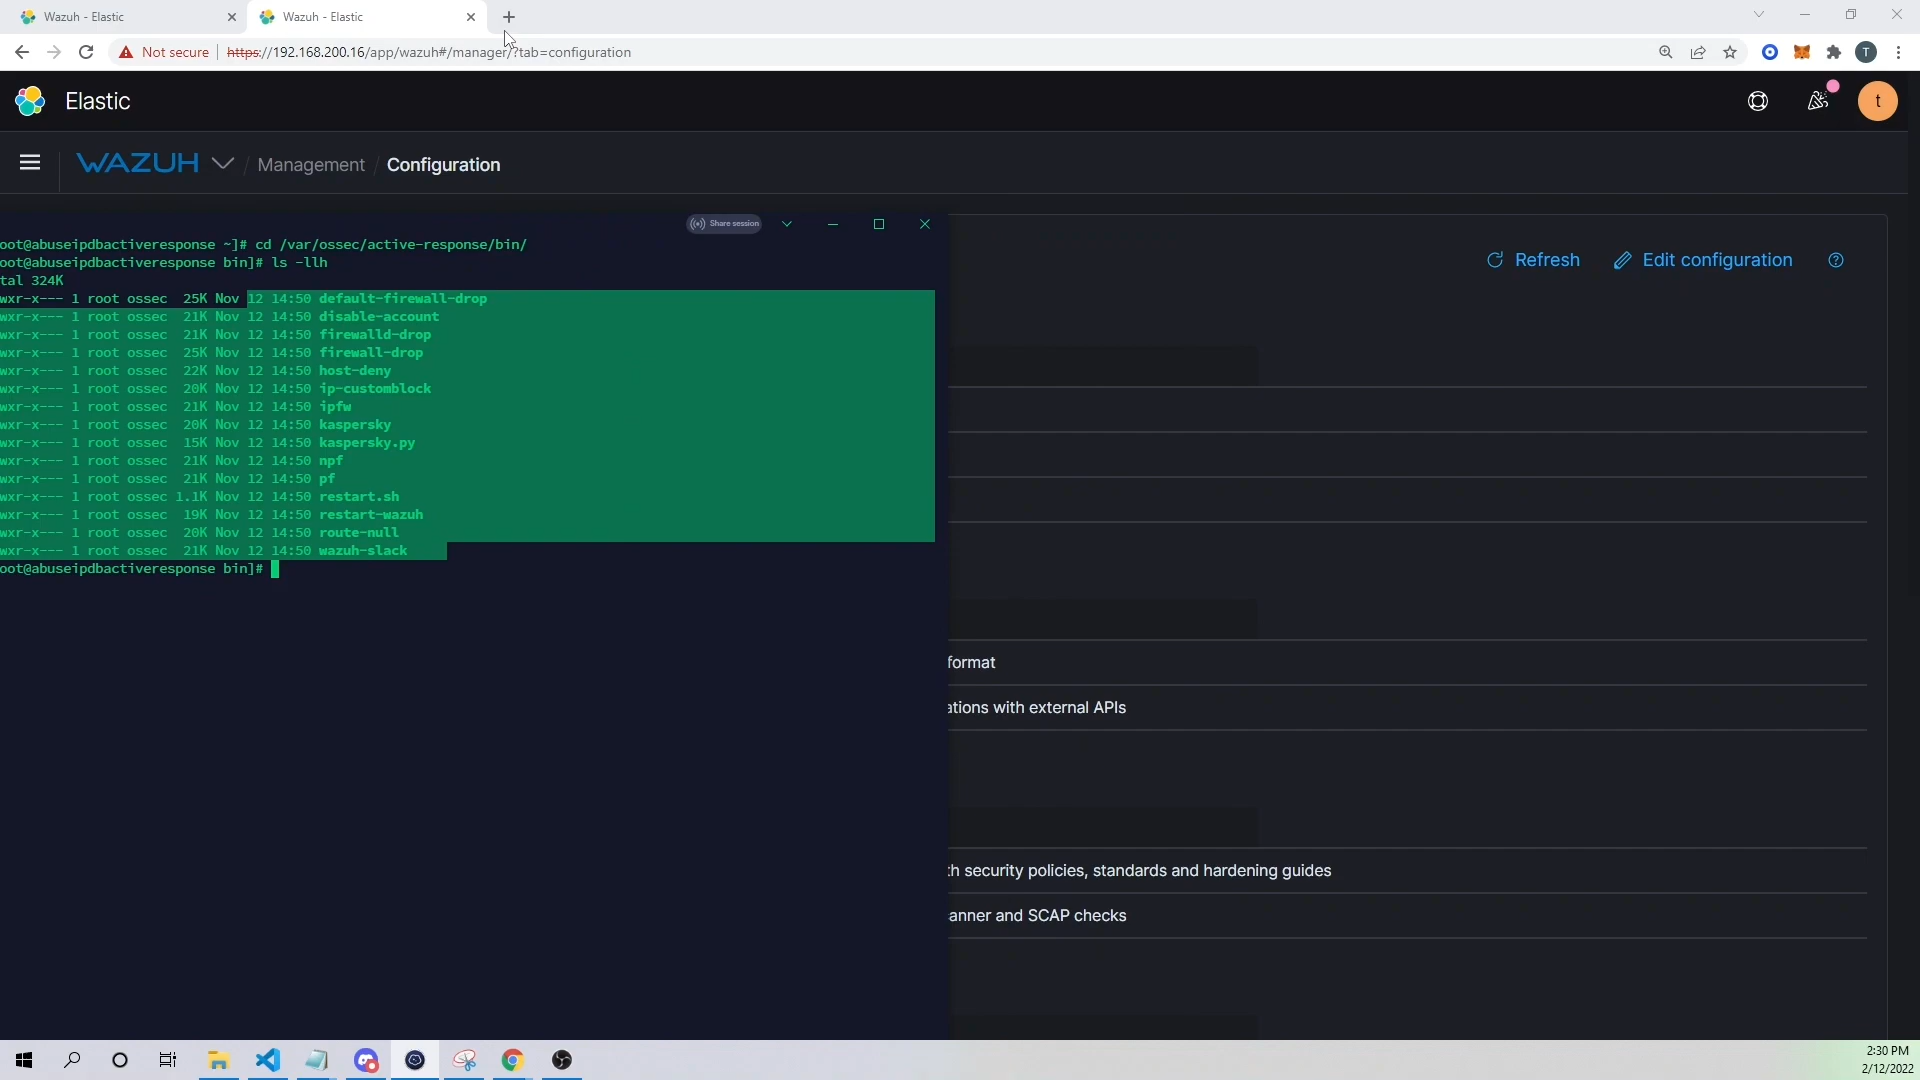 Wazuh - Elastic
Wazuh - Elastic
Not secure
https://192.168.200.16/app/wazuh#/manager/?tab=configuration
T
Elastic
t
WAZUH / Management / Configuration
Share session
Refresh
Edit configuration
oot@abuseipdbactiveresponse ~]# cd /var/ossec/active-response/bin/
oot@abuseipdbactiveresponse bin]# ls -llh
tal 324K
wxr-x--- 1 root ossec  25K Nov 12 14:50 default-firewall-drop
wxr-x--- 1 root ossec  21K Nov 12 14:50 disable-account
wxr-x--- 1 root ossec  21K Nov 12 14:50 firewalld-drop
wxr-x--- 1 root ossec  25K Nov 12 14:50 firewall-drop
wxr-x--- 1 root ossec  22K Nov 12 14:50 host-deny
wxr-x--- 1 root ossec  20K Nov 12 14:50 ip-customblock
wxr-x--- 1 root ossec  21K Nov 12 14:50 ipfw
wxr-x--- 1 root ossec  20K Nov 12 14:50 kaspersky
wxr-x--- 1 root ossec  15K Nov 12 14:50 kaspersky.py
wxr-x--- 1 root ossec  21K Nov 12 14:50 npf
wxr-x--- 1 root ossec  21K Nov 12 14:50 pf
wxr-x--- 1 root ossec 1.1K Nov 12 14:50 restart.sh
wxr-x--- 1 root ossec  19K Nov 12 14:50 restart-wazuh
wxr-x--- 1 root ossec  20K Nov 12 14:50 route-null
wxr-x--- 1 root ossec  21K Nov 12 14:50 wazuh-slack
oot@abuseipdbactiveresponse bin]#
format
ations with external APIs
th security policies, standards and hardening guides
anner and SCAP checks
2:30 PM
2/12/2022